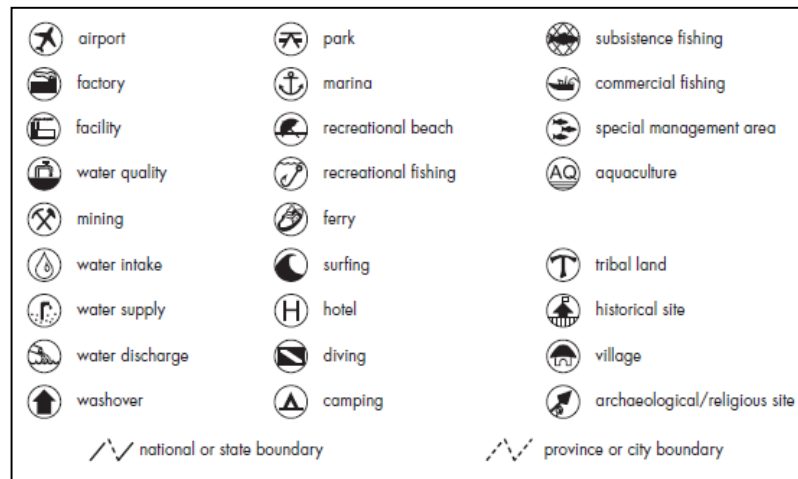 airport park subsistence fishing
factory marina commercial fishing
facility recreational beach special management area
water quality recreational fishing AQ aquaculture
mining ferry
water intake surfing tribal land
water supply H hotel historical site
water discharge diving village
washover camping archaeological/religious site
national or state boundary province or city boundary